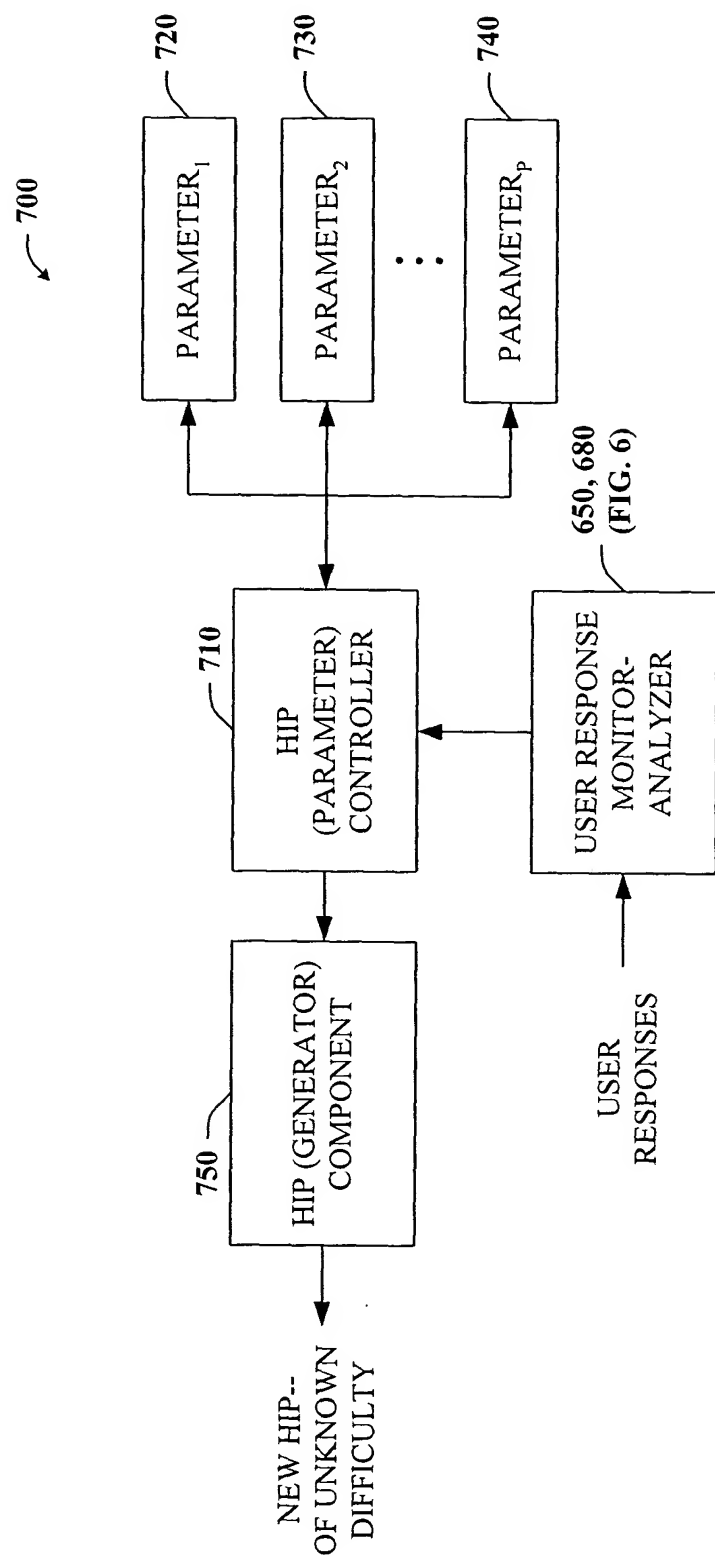 700
720
PARAMETER1
730
PARAMETER2
740
PARAMETERP
710
HIP
(PARAMETER)
CONTROLLER
750
HIP (GENERATOR)
COMPONENT
NEW HIP--
OF UNKNOWN
DIFFICULTY
650, 680
(FIG. 6)
USER RESPONSE
MONITOR-
ANALYZER
USER
RESPONSES